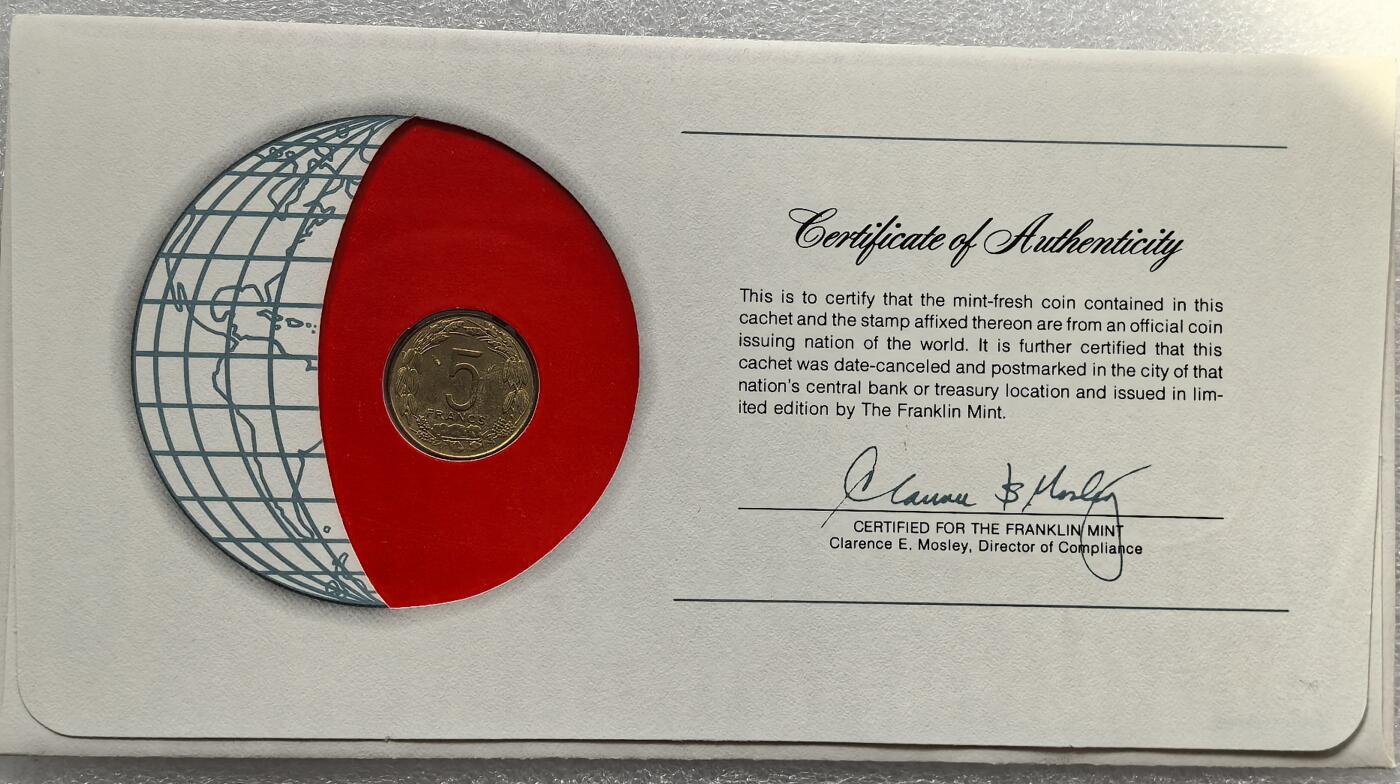 5
FRANCS
Certificate of Authenticity
This is to certify that the mint-fresh coin contained in this
cachet and the stamp affixed thereon are from an official coin
issuing nation of the world. It is further certified that this
cachet was date-canceled and postmarked in the city of that
nation's central bank or treasury location and issued in lim-
ited edition by The Franklin Mint.
CERTIFIED FOR THE FRANKLIN MINT
Clarence E. Mosley, Director of Compliance